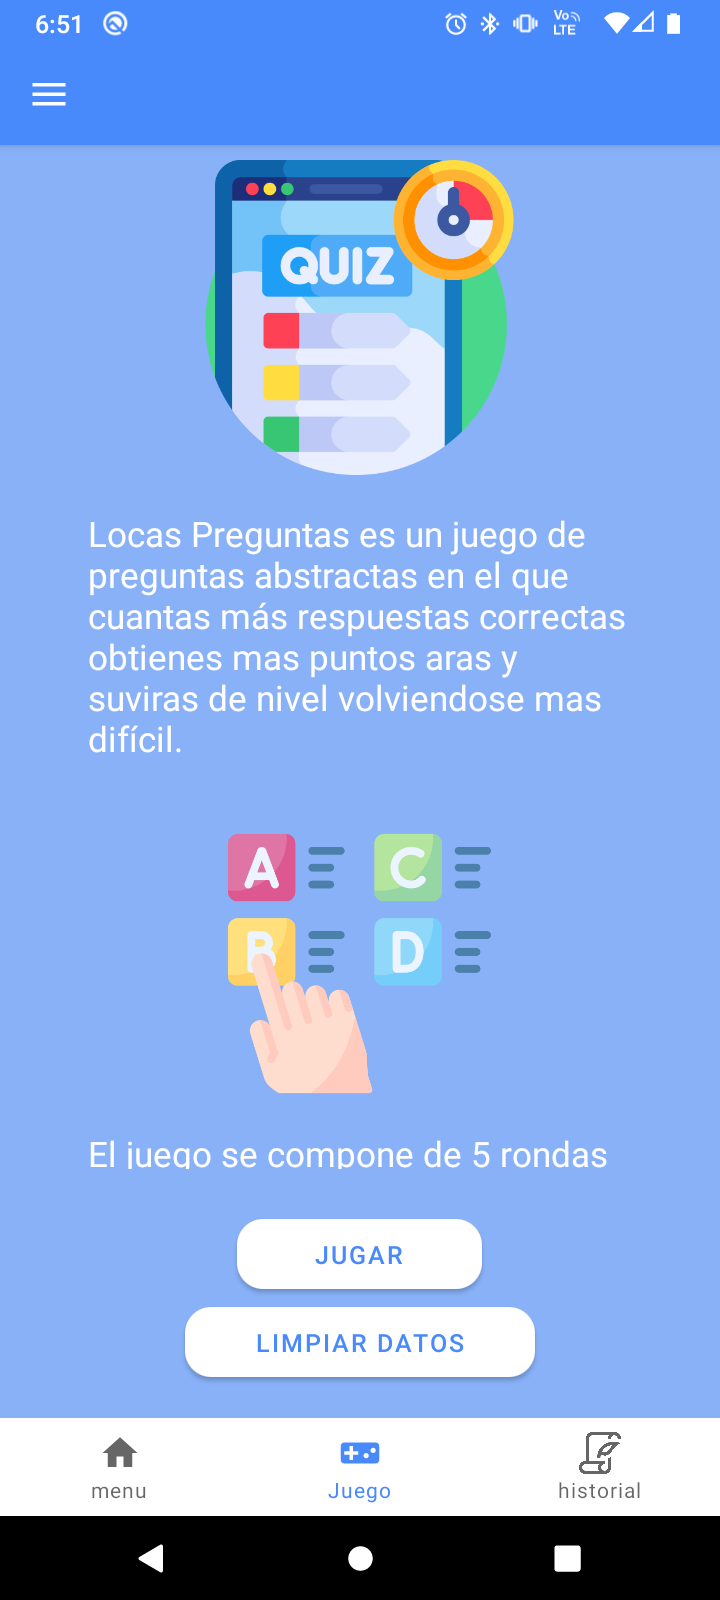 6:51
Vo
LTE
QUIZ
Locas Preguntas es un juego de
preguntas abstractas en el que
cuantas más respuestas correctas
obtienes mas puntos aras y
suviras de nivel volviendose mas
difícil.
A
C
B
D
El juego se compone de 5 rondas
JUGAR
LIMPIAR DATOS
menu
Juego
historial